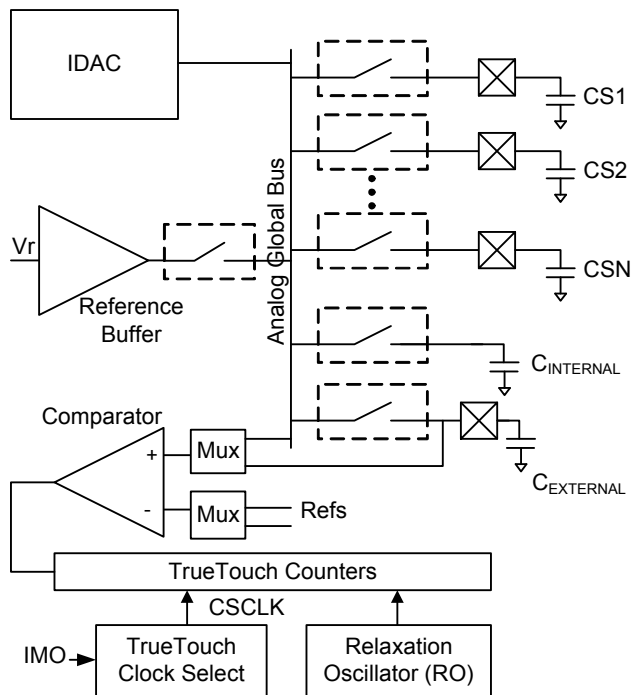 IDAC
CS1
CS2
Vr
Reference
Buffer
Analog Global Bus
CSN
CINTERNAL
Comparator
+
Mux
CEXTERNAL
-
Mux
Refs
TrueTouch Counters
CSCLK
IMO
TrueTouch
Clock Select
Relaxation
Oscillator (RO)